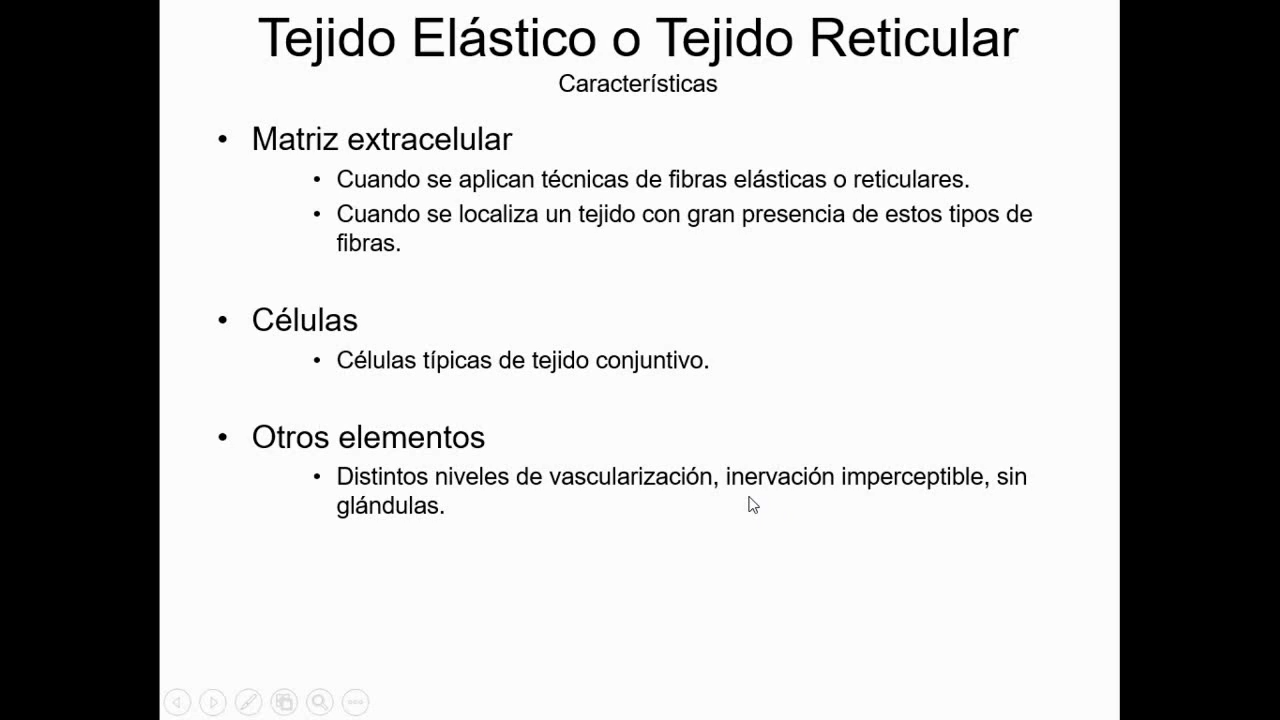 Tejido Elástico o Tejido Reticular
Características
• Matriz extracelular
• Cuando se aplican técnicas de fibras elásticas o reticulares.
• Cuando se localiza un tejido con gran presencia de estos tipos de
fibras.
• Células
• Células típicas de tejido conjuntivo.
• Otros elementos
• Distintos niveles de vascularización, inervación imperceptible, sin
glándulas.